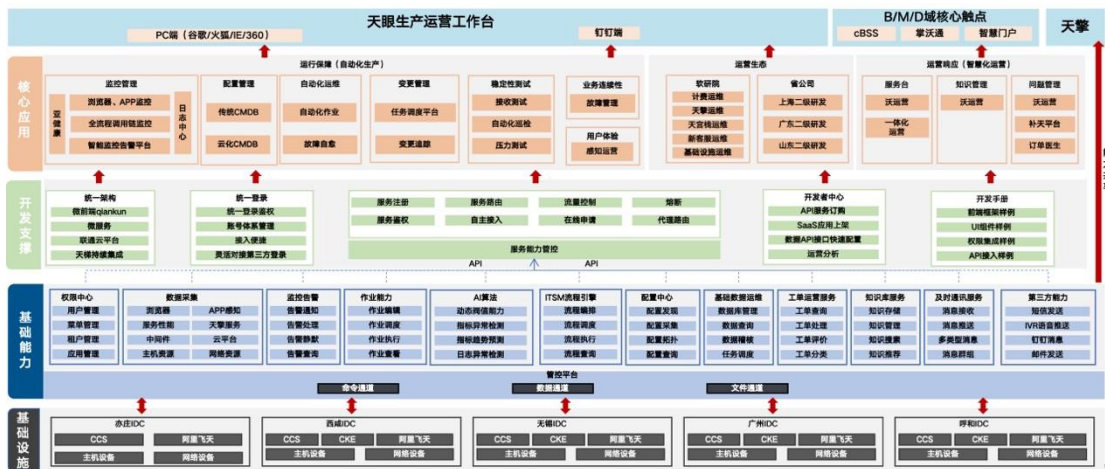 天眼生产运营工作台
PC端（谷歌/火狐/IE/360）
钉钉端
B/M/D域核心触点
cBSS
掌沃通
智慧门户
天擎
核心应用
运行保障（自动化生产）
监控管理
亚健康
浏览器、APP监控
全流程调用链监控
智能监控告警平台
日志中心
配置管理
传统CMDB
云化CMDB
自动化运维
自动化作业
故障自愈
变更管理
任务调度平台
变更追踪
稳定性测试
接收测试
自动化巡检
压力测试
业务连续性
故障管理
用户体验
感知运营
运营生态
软研院
计费运维
天擎运维
天宫栈运维
新客服运维
基础设施运维
省公司
上海二级研发
广东二级研发
山东二级研发
运营响应（智慧化运营）
服务台
沃运营
一体化运营
知识管理
沃运营
问题管理
沃运营
补天平台
订单医生
开发支撑
统一架构
微前端qiankun
微服务
联通云平台
天梯持续集成
统一登录
统一登录鉴权
账号体系管理
接入便捷
灵活对接第三方登录
服务注册
服务路由
流量控制
熔断
服务鉴权
自主接入
在线申请
代理路由
服务能力管控
API
API
开发者中心
API服务订购
SaaS应用上架
数据API接口快速配置
运营分析
开发手册
前端框架样例
UI组件样例
权限集成样例
API接入样例
基础能力
权限中心
用户管理
菜单管理
租户管理
应用管理
数据采集
浏览器
APP感知
服务性能
天擎服务
中间件
云平台
主机资源
网络资源
监控告警
告警通知
告警处理
告警静默
告警查询
作业能力
作业编辑
作业调度
作业执行
作业查看
AI算法
动态阈值能力
指标异常检测
指标趋势预测
日志异常检测
ITSM流程引擎
流程编排
流程调度
流程执行
流程查询
配置中心
配置发现
配置采集
配置拓扑
配置查询
基础数据运维
数据库管理
数据查询
数据稽核
任务调度
工单运营服务
工单查询
工单处理
工单评价
工单分类
知识库服务
知识存储
知识管理
知识搜索
知识推荐
及时通讯服务
消息接收
消息推送
多类型消息
消息群组
第三方能力
短信发送
IVR语音推送
钉钉消息
邮件发送
管控平台
命令通道
数据通道
文件通道
基础设施
亦庄IDC
CCS
阿里飞天
主机设备
网络设备
西咸IDC
CCS
CKE
阿里飞天
主机设备
网络设备
无锡IDC
CCS
CKE
阿里飞天
主机设备
网络设备
广州IDC
CCS
CKE
阿里飞天
主机设备
网络设备
呼和IDC
CCS
CKE
阿里飞天
主机设备
网络设备